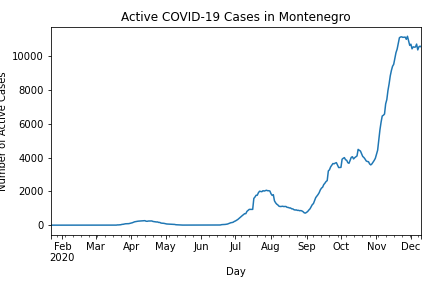 Active COVID-19 Cases in Montenegro
Number of Active Cases
10000
8000
6000
4000
2000
0
Feb Mar Apr May Jun Jul Aug Sep Oct Nov Dec
2020
Day